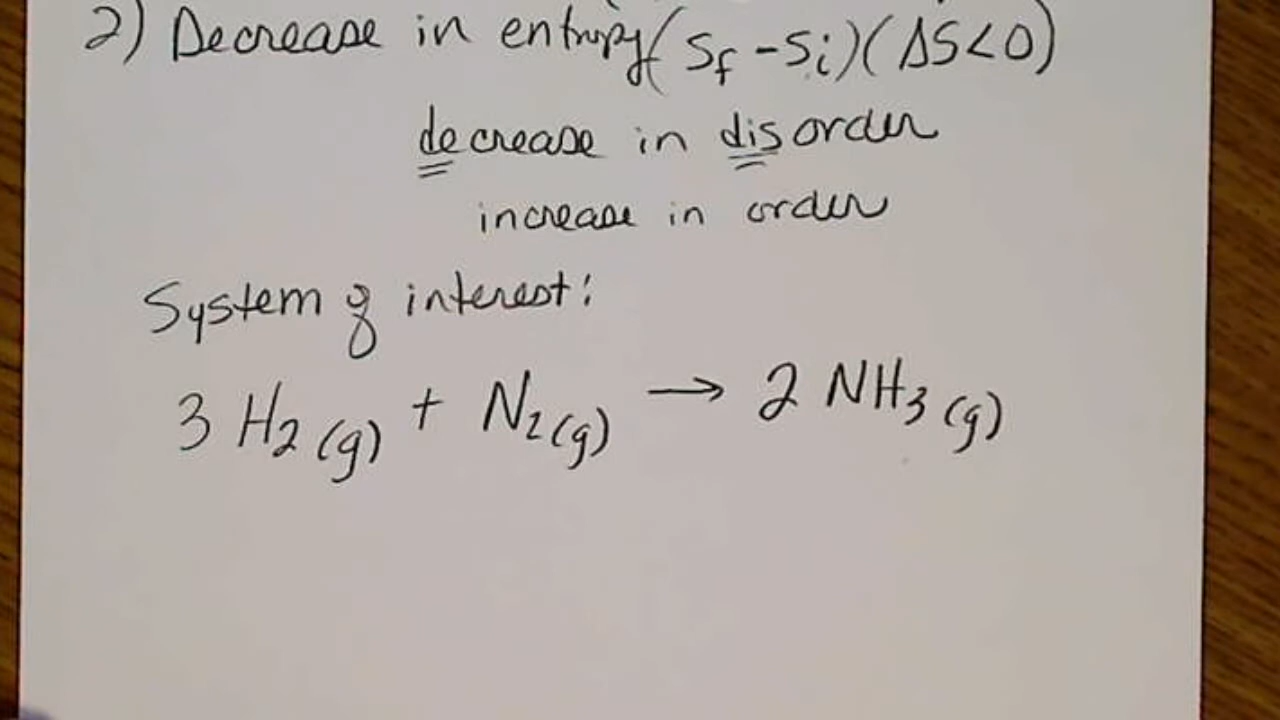 2) Decrease in entropy (Sf - Si) (ΔS<0)
decrease in disorder
increase in order
System of interest:
3 H2 (g) + N2 (g) → 2 NH3 (g)